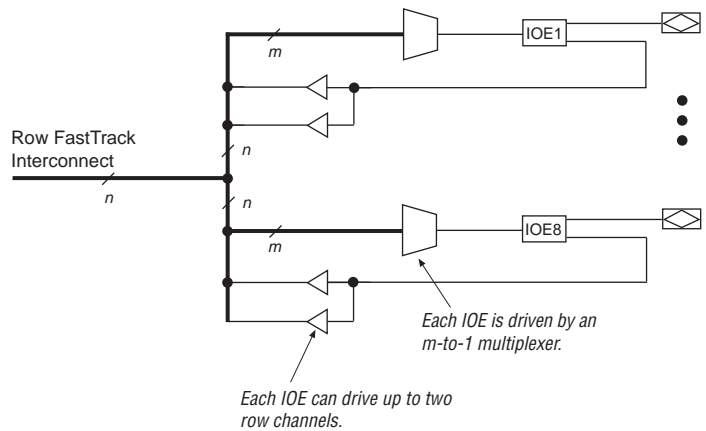 m
IOE1
Row FastTrack
Interconnect
n
n
n
m
IOE8
Each IOE is driven by an
m-to-1 multiplexer.
Each IOE can drive up to two
row channels.